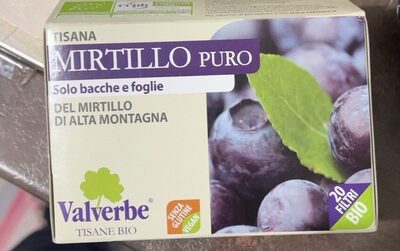 TISANA
MIRTILLO PURO
Solo bacche e foglie
DEL MIRTILLO
DI ALTA MONTAGNA
Valverbe®
TISANE BIO
SENZA
GLUTINE
VEGAN
20
FILTRI
BIO